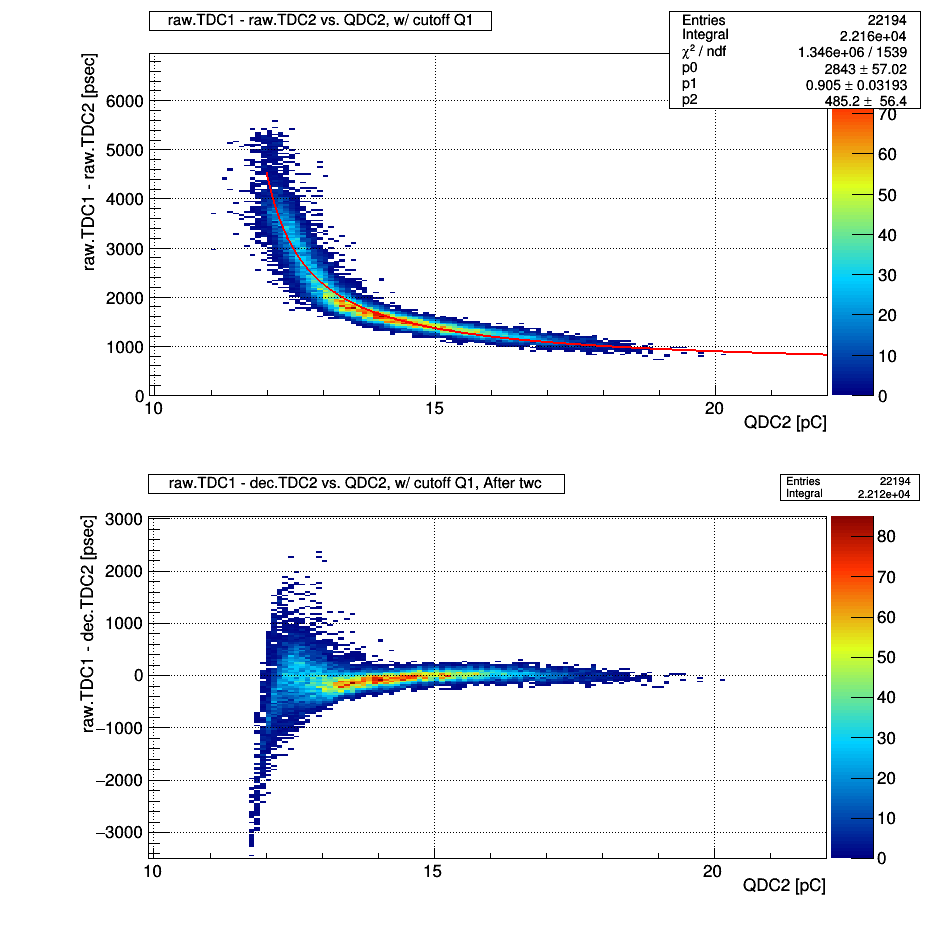 raw.TDC1 - raw.TDC2 vs. QDC2, w/ cutoff Q1
Entries 22194
Integral 2.216e+04
χ² / ndf 1.346e+06 / 1539
p0 2843 ± 57.02
p1 0.905 ± 0.03193
p2 485.2 ± 56.4
raw.TDC1 - raw.TDC2 [psec]
6000
5000
4000
3000
2000
1000
0
10
15
20
QDC2 [pC]
70
60
50
40
30
20
10
0
raw.TDC1 - dec.TDC2 vs. QDC2, w/ cutoff Q1, After twc
Entries 22194
Integral 2.212e+04
raw.TDC1 - dec.TDC2 [psec]
3000
2000
1000
0
−1000
−2000
−3000
10
15
20
QDC2 [pC]
80
70
60
50
40
30
20
10
0